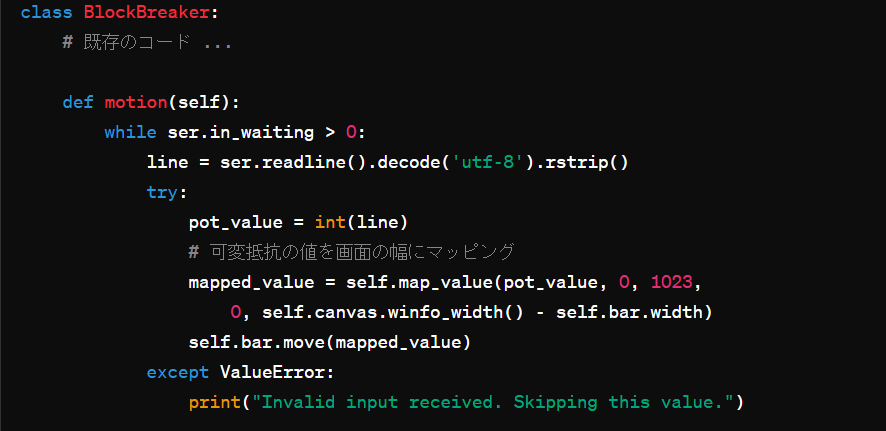 class BlockBreaker:
# 既存のコード ...
def motion(self):
while ser.in_waiting > 0:
line = ser.readline().decode('utf-8').rstrip()
try:
pot_value = int(line)
# 可変抵抗の値を画面の幅にマッピング
mapped_value = self.map_value(pot_value, 0, 1023,
0, self.canvas.winfo_width() - self.bar.width)
self.bar.move(mapped_value)
except ValueError:
print("Invalid input received. Skipping this value.")